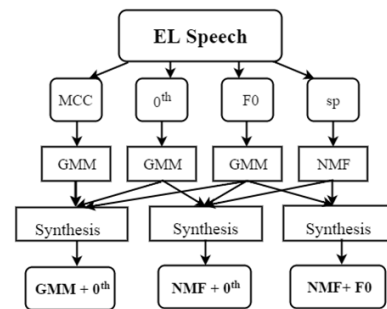 EL Speech
MCC 0th F0 sp
GMM GMM GMM NMF
Synthesis Synthesis Synthesis
GMM + 0th NMF + 0th NMF+ F0